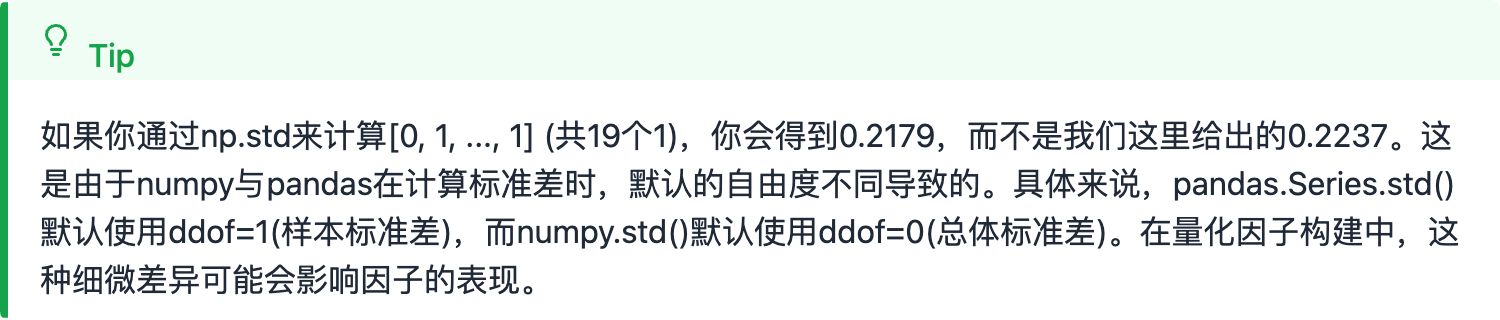 Tip
如果你通过np.std来计算[0, 1, ..., 1] (共19个1)，你会得到0.2179，而不是我们这里给出的0.2237。这
是由于numpy与pandas在计算标准差时，默认的自由度不同导致的。具体来说，pandas.Series.std()
默认使用ddof=1(样本标准差)，而numpy.std()默认使用ddof=0(总体标准差)。在量化因子构建中，这
种细微差异可能会影响因子的表现。